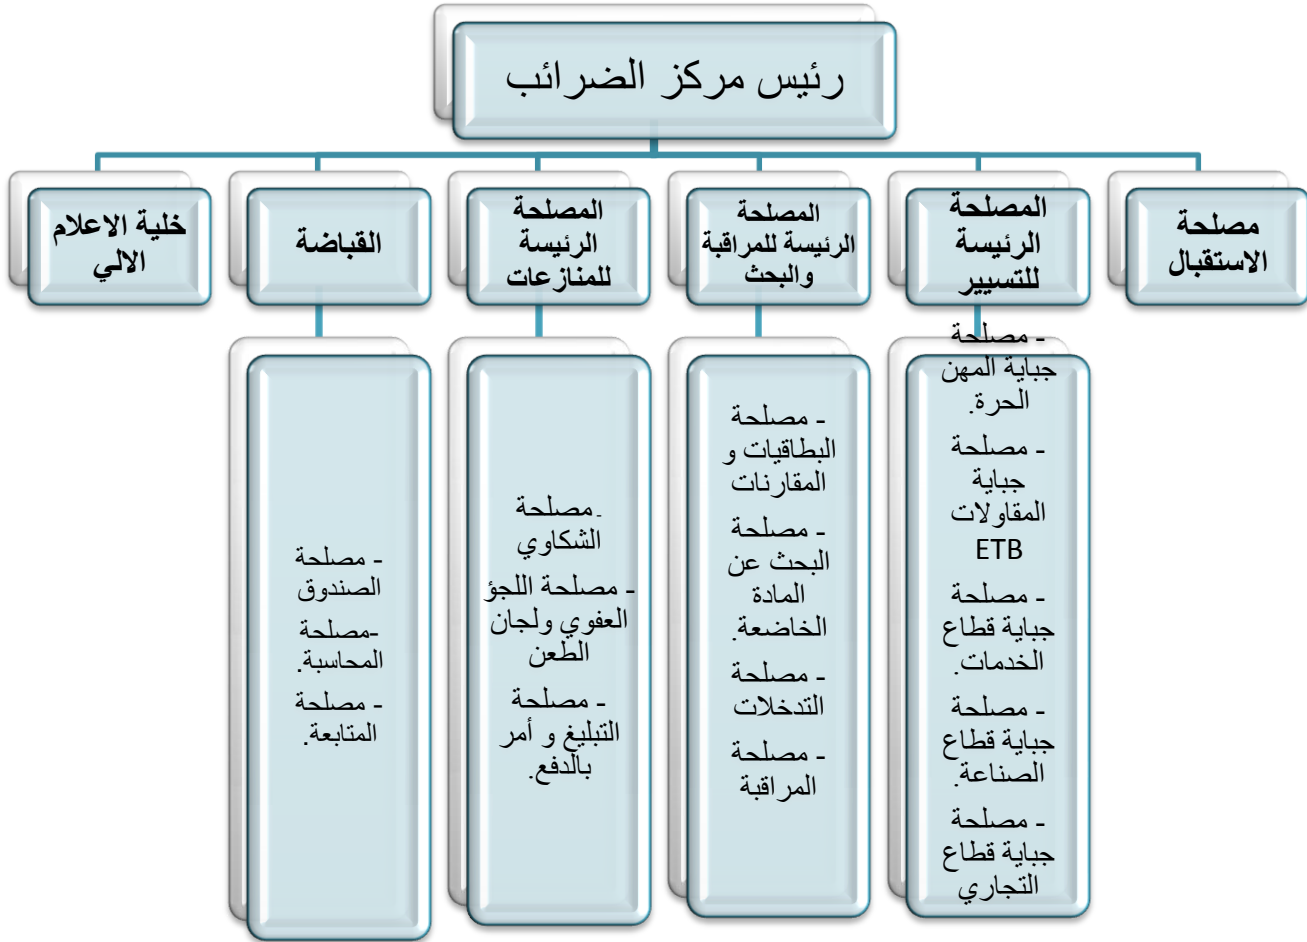 رئيس مركز الضرائب
مصلحة
الاستقبال
المصلحة
الرئيسة
للتسيير
المصلحة
الرئيسة للمراقبة
والبحث
المصلحة
الرئيسة
للمنازعات
القباضة
خلية الاعلام
الالي
- مصلحة
جباية المهن
الحرة.
- مصلحة
جباية
المقاولات
ETB
- مصلحة
جباية قطاع
الخدمات.
- مصلحة
جباية قطاع
الصناعة.
- مصلحة
جباية قطاع
التجاري
- مصلحة
البطاقيات و
المقارنات
- مصلحة
البحث عن
المادة
الخاضعة.
- مصلحة
التدخلات
- مصلحة
المراقبة
-مصلحة
الشكاوي
- مصلحة اللجؤ
العفوي ولجان
الطعن
- مصلحة
التبليغ و أمر
بالدفع.
- مصلحة
الصندوق
-مصلحة
المحاسبة.
- مصلحة
المتابعة.